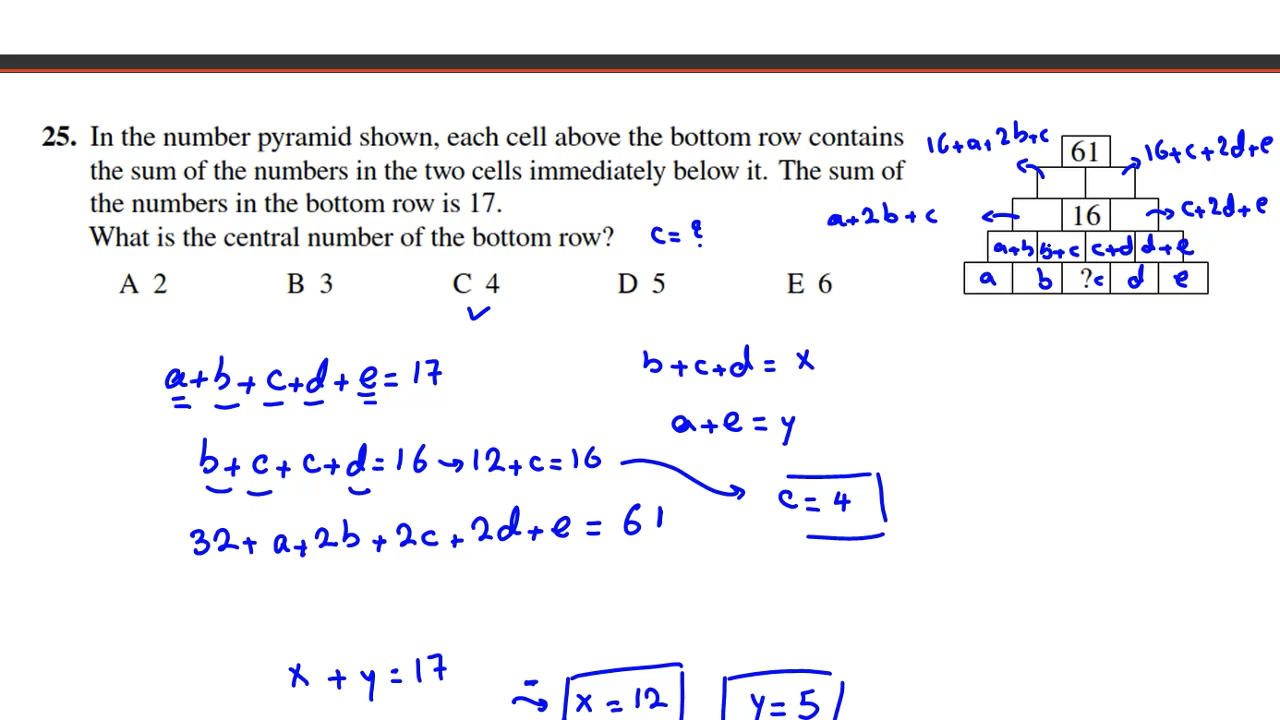 25. In the number pyramid shown, each cell above the bottom row contains
the sum of the numbers in the two cells immediately below it. The sum of
the numbers in the bottom row is 17.
What is the central number of the bottom row? c=?
A 2 B 3 C 4 D 5 E 6
✓
16+a+2b+c 61 16+c+2d+e
a+2b+c 16 c+2d+e
a+b b+c c+d d+e
a b ?c d e
a+b+c+d+e=17
b+c+d=x
a+e=y
b+c+c+d=16→12+c=16
c=4
32+a+2b+2c+2d+e=61
x+y=17
x=12 y=5